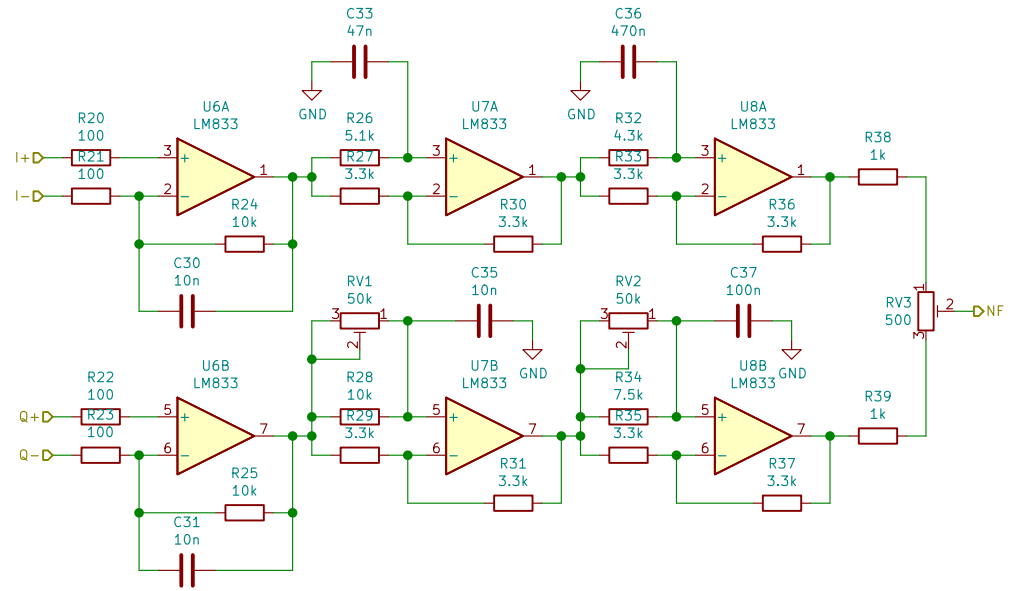 C33
47n
C36
470n
GND
GND
U6A
LM833
U7A
LM833
U8A
LM833
R20
100
R26
5.1k
R32
4.3k
R38
1k
I+
R21
100
3
+
1
R27
3.3k
3
+
1
R33
3.3k
3
+
1
I-
2
-
2
-
2
-
R24
10k
R30
3.3k
R36
3.3k
C30
10n
RV1
50k
3
1
2
C35
10n
RV2
50k
3
1
2
C37
100n
RV3
500
1
2
3
NF
GND
GND
U6B
LM833
U7B
LM833
U8B
LM833
R22
100
R28
10k
R34
7.5k
R39
1k
Q+
R23
100
5
+
7
R29
3.3k
5
+
7
R35
3.3k
5
+
7
Q-
6
-
6
-
6
-
R25
10k
R31
3.3k
R37
3.3k
C31
10n